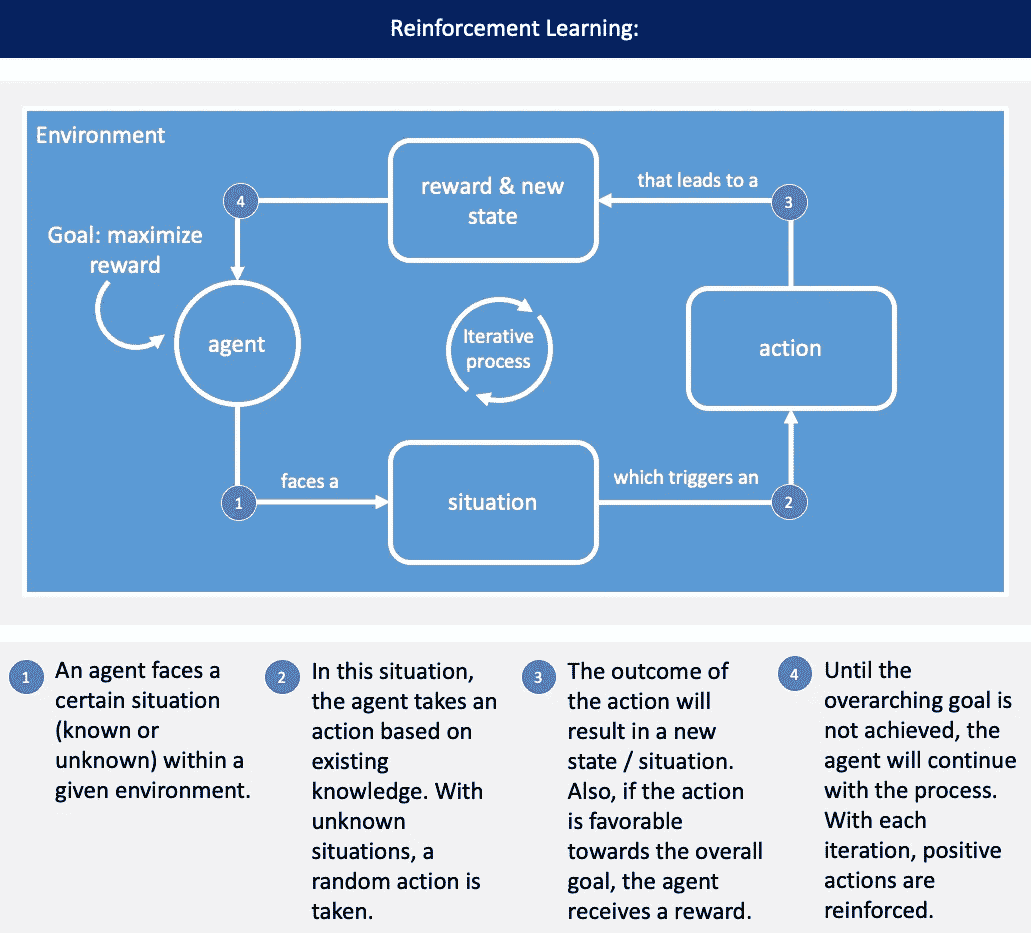 Reinforcement Learning:
Environment
reward & new
state
that leads to a
3
4
Goal: maximize
reward
agent
Iterative
process
action
1
faces a
situation
which triggers an
2
1
An agent faces a
certain situation
(known or
unknown) within a
given environment.
2
In this situation,
the agent takes an
action based on
existing
knowledge. With
unknown
situations, a
random action is
taken.
3
The outcome of
the action will
result in a new
state / situation.
Also, if the action
is favorable
towards the overall
goal, the agent
receives a reward.
4
Until the
overarching goal is
not achieved, the
agent will continue
with the process.
With each
iteration, positive
actions are
reinforced.